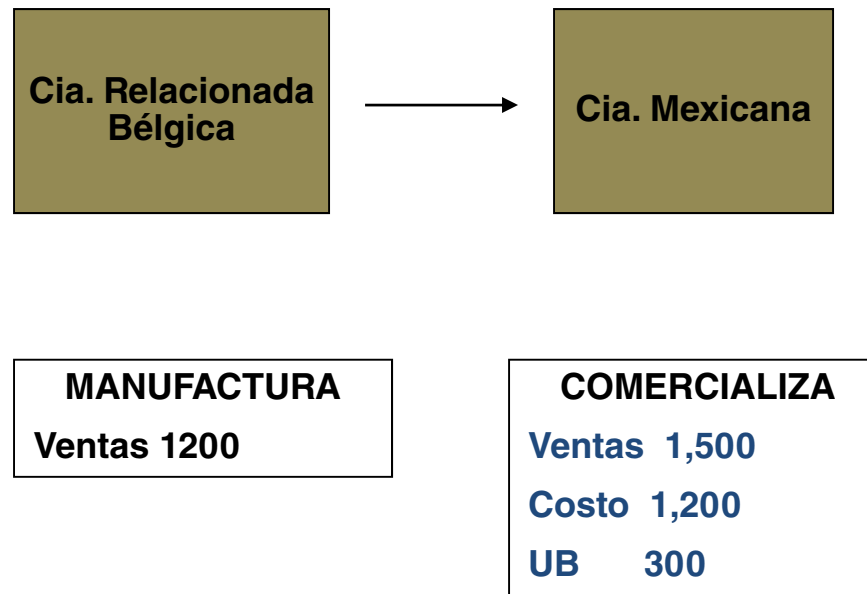 Cia. Relacionada
Bélgica
Cia. Mexicana
MANUFACTURA
Ventas 1200
COMERCIALIZA
Ventas 1,500
Costo 1,200
UB 300